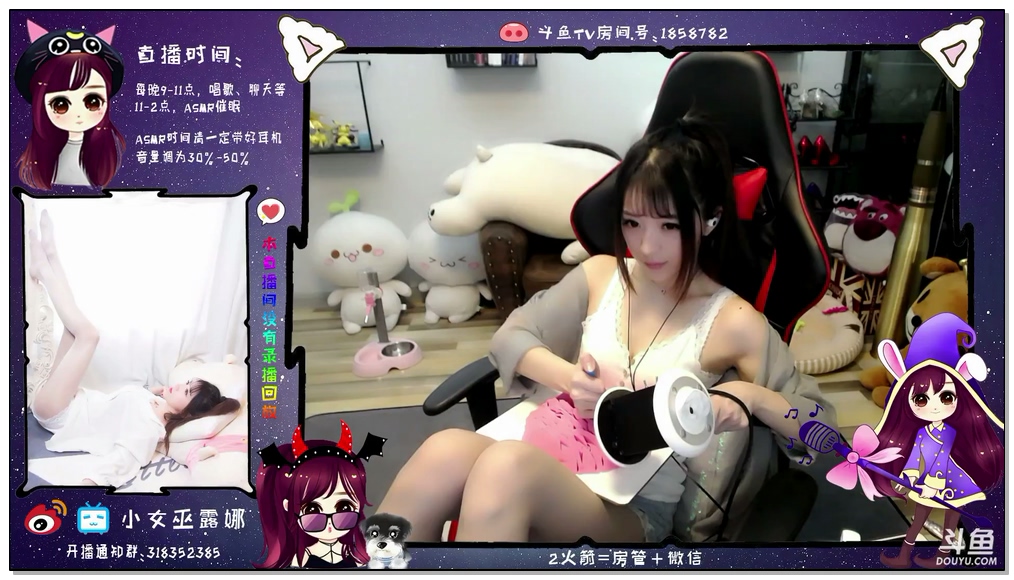 斗鱼TV房间号:1858782
直播时间:
每晚9-11点,唱歌、聊天等
11-2点,ASMR催眠
ASMR时间请一定带好耳机
音量调为30%-50%
本直播间没有录播回放
小女巫露娜
开播通知群:318352385
2火箭=房管+微信
斗鱼
DOUYU.COM